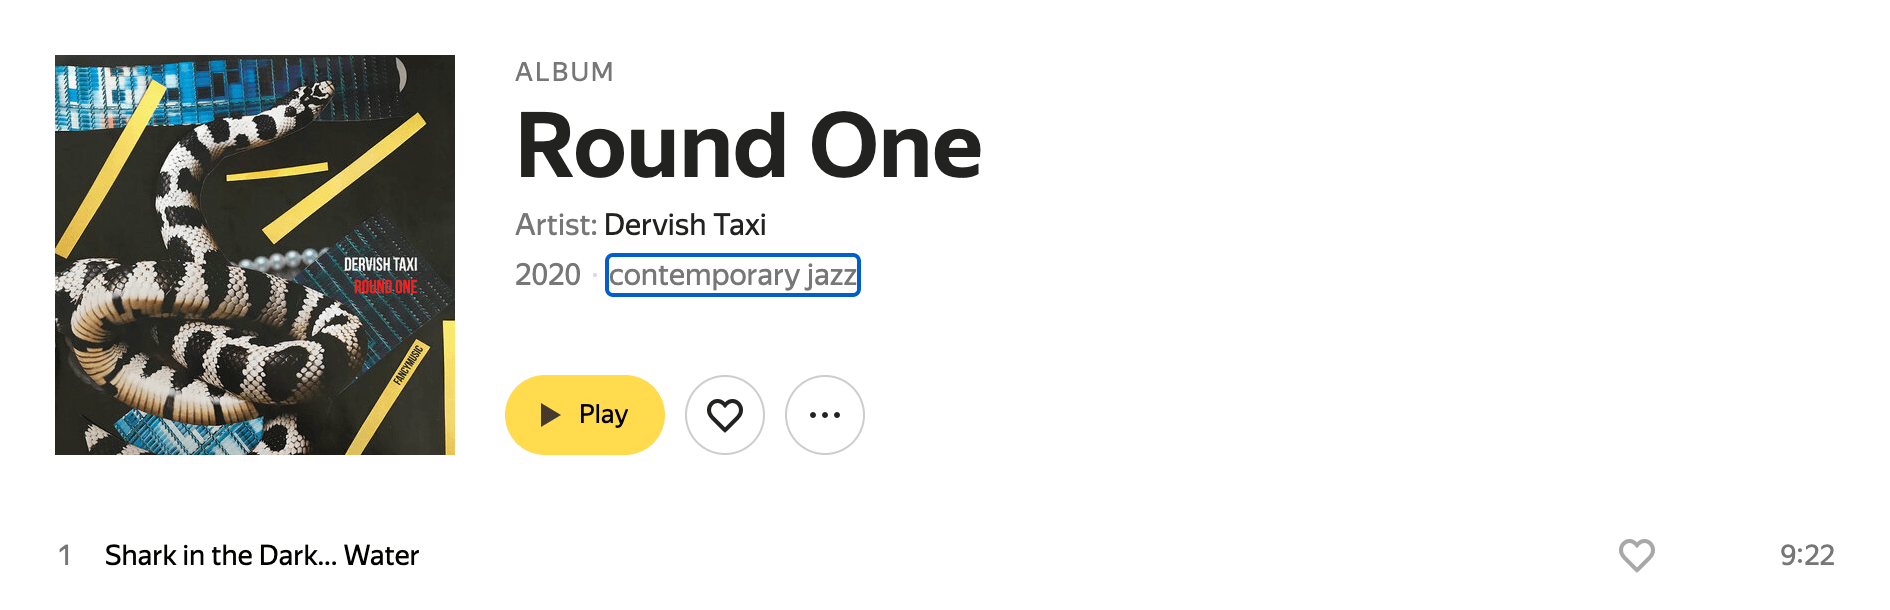 ALBUM
Round One
Artist: Dervish Taxi
2020 · contemporary jazz
DERVISH TAXI
ROUND ONE
FANCYMUSIC
Play
1 Shark in the Dark... Water 9:22